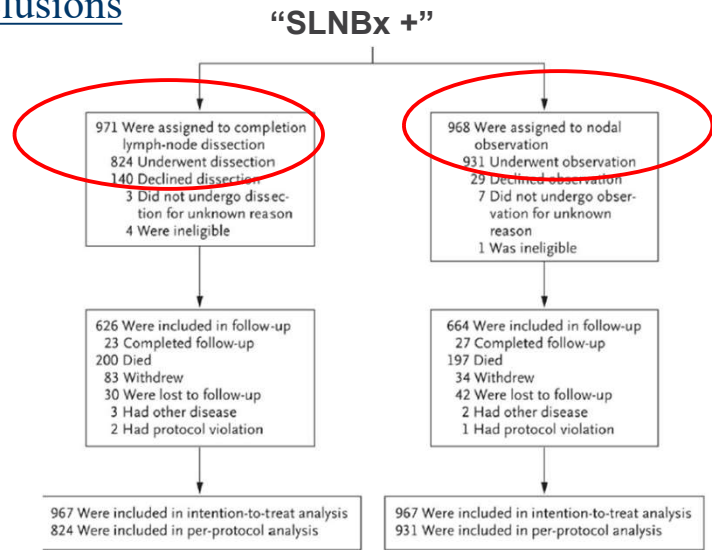 lusions
“SLNBx +”
971 Were assigned to completion
lymph-node dissection
824 Underwent dissection
140 Declined dissection
3 Did not undergo dissec-
tion for unknown reason
4 Were ineligible
968 Were assigned to nodal
observation
931 Underwent observation
29 Declined observation
7 Did not undergo obser-
vation for unknown
reason
1 Was ineligible
626 Were included in follow-up
23 Completed follow-up
200 Died
83 Withdrew
30 Were lost to follow-up
3 Had other disease
2 Had protocol violation
664 Were included in follow-up
27 Completed follow-up
197 Died
34 Withdrew
42 Were lost to follow-up
2 Had other disease
1 Had protocol violation
967 Were included in intention-to-treat analysis
824 Were included in per-protocol analysis
967 Were included in intention-to-treat analysis
931 Were included in per-protocol analysis